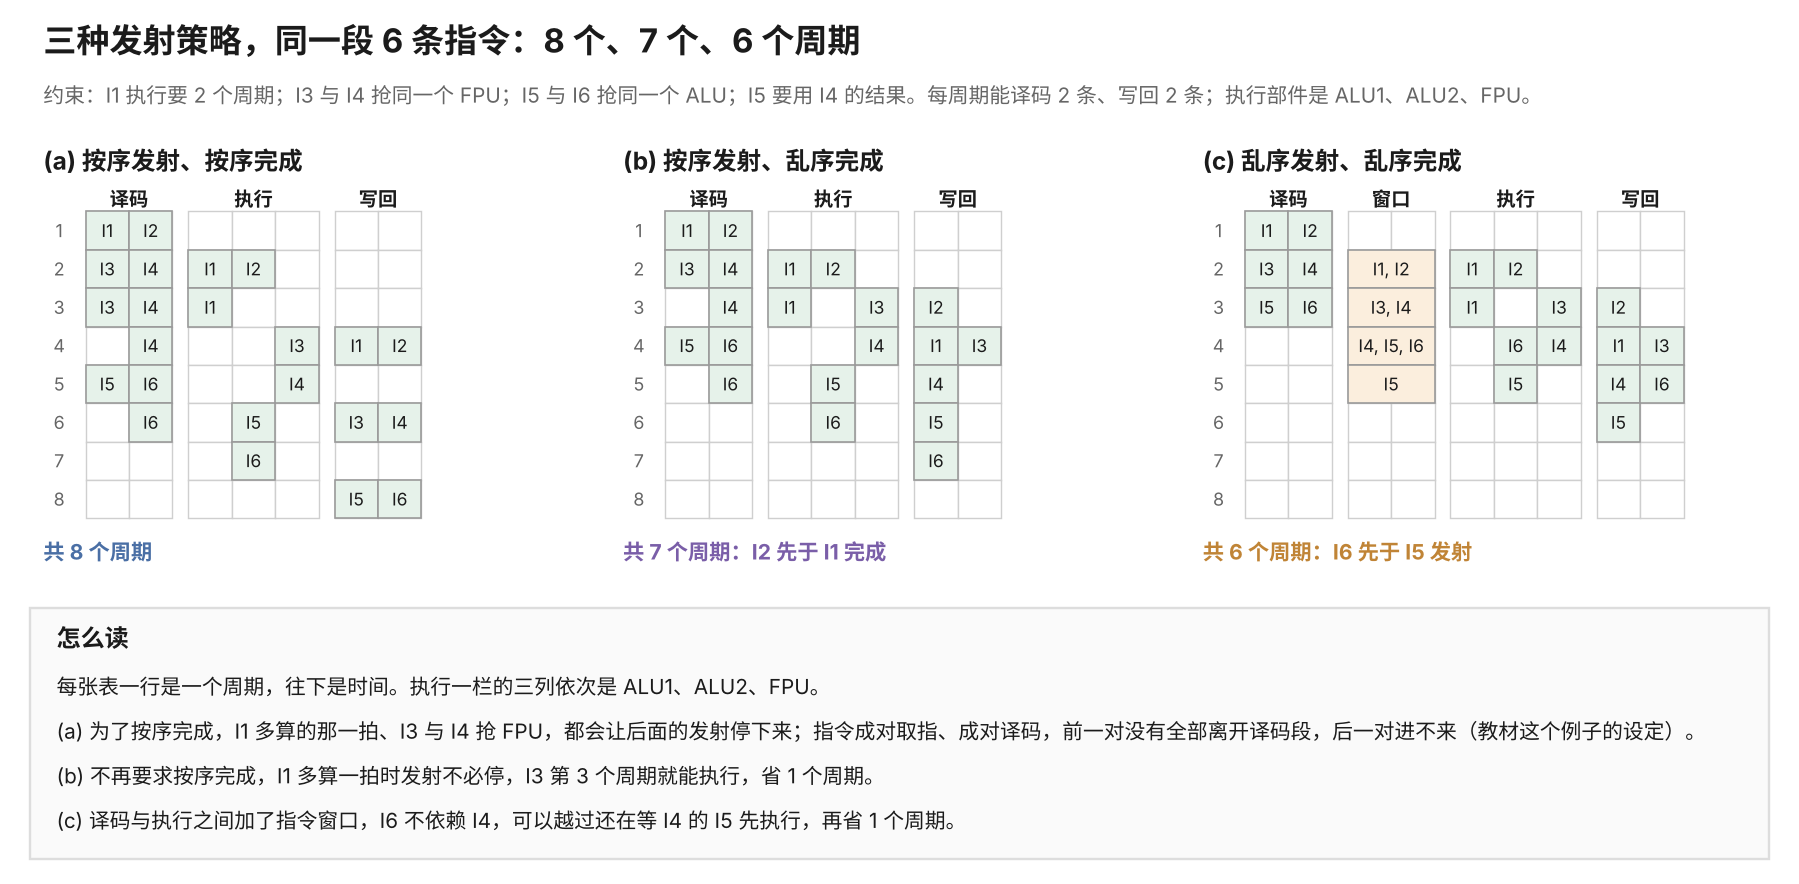 三种发射策略，同一段 6 条指令：8 个、7 个、6 个周期
约束：I1 执行要 2 个周期；I3 与 I4 抢同一个 FPU；I5 与 I6 抢同一个 ALU；I5 要用 I4 的结果。每周期能译码 2 条、写回 2 条；执行部件是 ALU1、ALU2、FPU。
(a) 按序发射、按序完成
译码 执行 写回
1 I1 I2
2 I3 I4 I1 I2
3 I3 I4 I1
4 I4 I3 I1 I2
5 I5 I6 I4
6 I6 I5 I3 I4
7 I6
8 I5 I6
共 8 个周期
(b) 按序发射、乱序完成
译码 执行 写回
1 I1 I2
2 I3 I4 I1 I2
3 I4 I1 I3 I2
4 I5 I6 I4 I1 I3
5 I6 I5 I4
6 I6 I5
7 I6
8
共 7 个周期：I2 先于 I1 完成
(c) 乱序发射、乱序完成
译码 窗口 执行 写回
1 I1 I2
2 I3 I4 I1, I2 I1 I2
3 I5 I6 I3, I4 I1 I3 I2
4 I4, I5, I6 I6 I4 I1 I3
5 I5 I5 I4 I6
6 I5
7
8
共 6 个周期：I6 先于 I5 发射
怎么读
每张表一行是一个周期，往下是时间。执行一栏的三列依次是 ALU1、ALU2、FPU。
(a) 为了按序完成，I1 多算的那一拍、I3 与 I4 抢 FPU，都会让后面的发射停下来；指令成对取指、成对译码，前一对没有全部离开译码段，后一对进不来（教材这个例子的设定）。
(b) 不再要求按序完成，I1 多算一拍时发射不必停，I3 第 3 个周期就能执行，省 1 个周期。
(c) 译码与执行之间加了指令窗口，I6 不依赖 I4，可以越过还在等 I4 的 I5 先执行，再省 1 个周期。